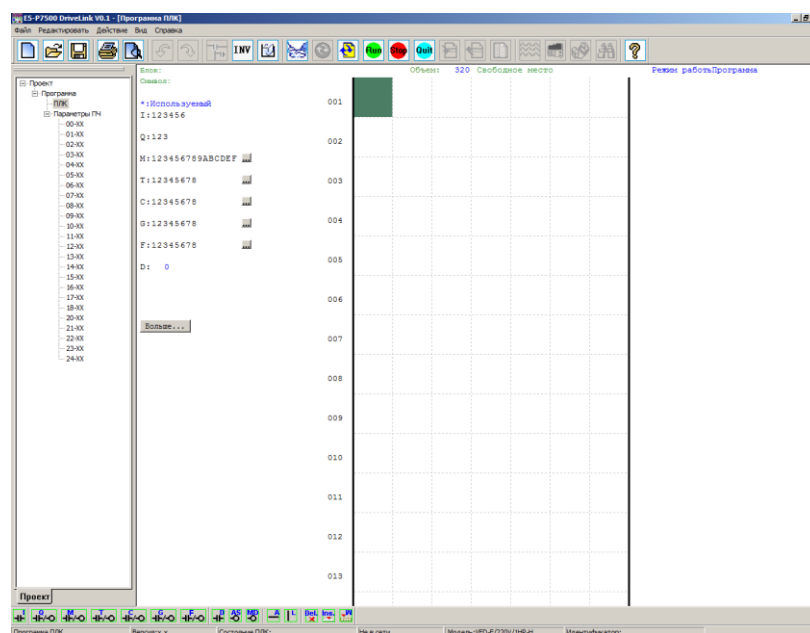 ES-P7500 DriveLink V0.1 - [Программа ПЛК]
Файл Редактировать Действие Вид Справка
INV Run Stop Quit ?
Проект
Программа
ПЛК
Параметры ПЧ
00-XX
01-XX
02-XX
03-XX
04-XX
05-XX
06-XX
07-XX
08-XX
09-XX
10-XX
11-XX
12-XX
13-XX
14-XX
15-XX
16-XX
17-XX
18-XX
20-XX
21-XX
22-XX
23-XX
24-XX
Проект
Блок:
Символ:
*:Используемый
I:123456
Q:123
M:123456789ABCDEF ...
T:12345678 ...
C:12345678 ...
G:12345678 ...
F:12345678 ...
D: 0
Больше...
Объем: 320 Свободное место
Режим работыПрограмма
001
002
003
004
005
006
007
008
009
010
011
012
013
I Q M T C G F B AS MD A L Del. Ins. M
Программа ПЛК
Состояние ПЛК:
Не в сети
Идентификатор: